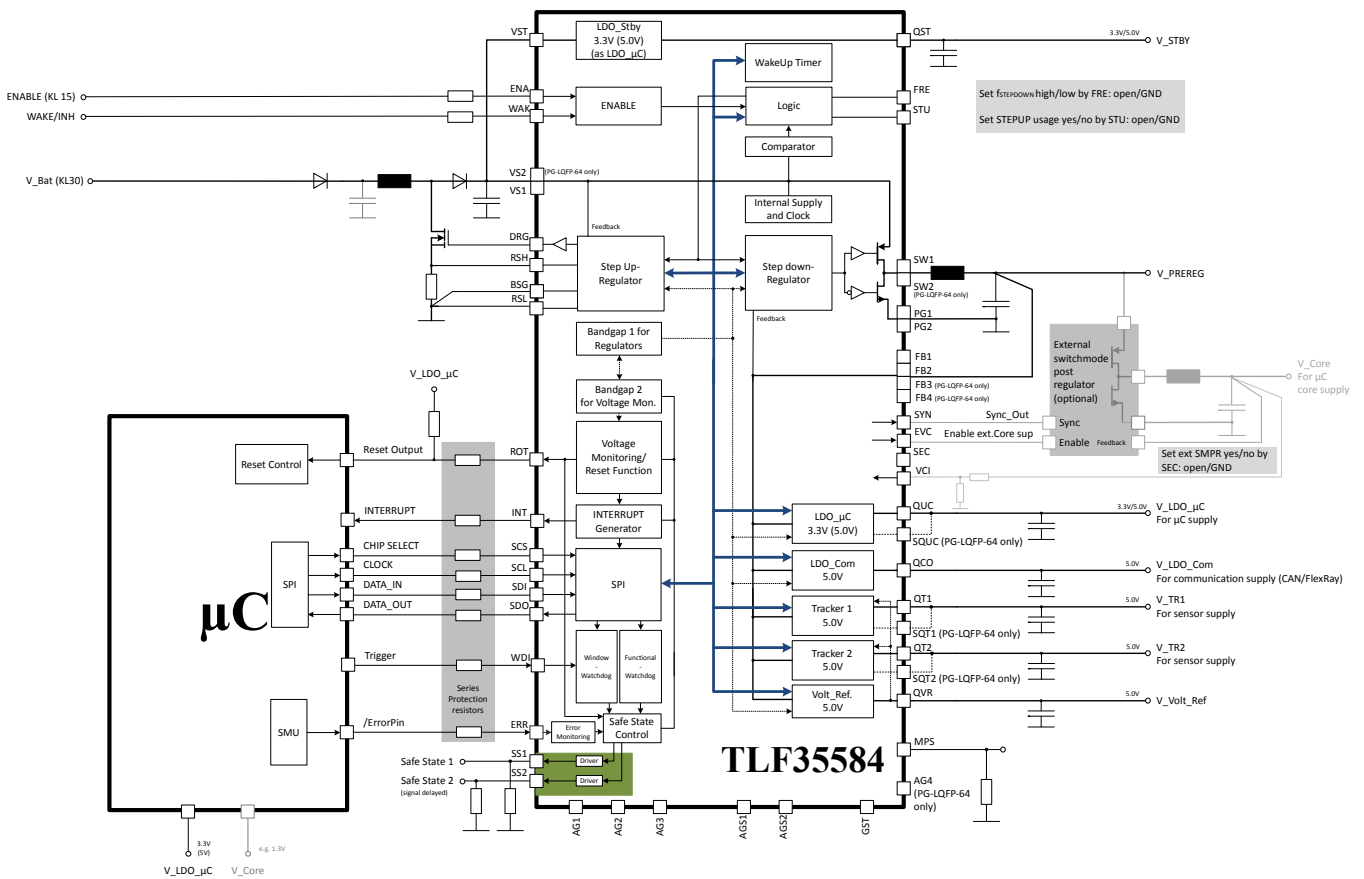 VST
LDO_Stby
3.3V (5.0V)
(as LDO_µC)
QST
3.3V/5.0V
V_STBY
WakeUp Timer
ENABLE (KL 15)
WAKE/INH
ENA
WAK
ENABLE
Logic
FRE
STU
Set fSTEPDOWN high/low by FRE: open/GND
Set STEPUP usage yes/no by STU: open/GND
Comparator
V_Bat (KL30)
VS2
(PG-LQFP-64 only)
VS1
Internal Supply
and Clock
Feedback
DRG
RSH
BSG
RSL
Step Up-
Regulator
Step down-
Regulator
Feedback
SW1
SW2
(PG-LQFP-64 only)
V_PREREG
PG1
PG2
Bandgap 1 for
Regulators
Bandgap 2
for Voltage Mon.
FB1
FB2
FB3 (PG-LQFP-64 only)
FB4 (PG-LQFP-64 only)
External
switchmode
post
regulator
(optional)
Sync
Enable
Feedback
V_Core
For µC
core supply
SYN
Sync_Out
EVC
Enable ext.Core sup
SEC
VCI
Set ext SMPR yes/no by
SEC: open/GND
V_LDO_µC
Reset Control
Reset Output
ROT
Voltage
Monitoring/
Reset Function
INTERRUPT
INT
INTERRUPT
Generator
SPI
CHIP SELECT
CLOCK
DATA_IN
DATA_OUT
SCS
SCL
SDI
SDO
SPI
µC
Trigger
WDI
Window
-
Watchdog
Functional
-Watchdog
Series
Protection
resistors
SMU
/ErrorPin
ERR
Error
Monitoring
Safe State
Control
Safe State 1
Safe State 2
(signal delayed)
SS1
SS2
Driver
Driver
LDO_µC
3.3V (5.0V)
QUC
SQUC (PG-LQFP-64 only)
3.3V/5.0V
V_LDO_µC
For µC supply
LDO_Com
5.0V
QCO
5.0V
V_LDO_Com
For communication supply (CAN/FlexRay)
Tracker 1
5.0V
QT1
SQT1 (PG-LQFP-64 only)
5.0V
V_TR1
For sensor supply
Tracker 2
5.0V
QT2
SQT2 (PG-LQFP-64 only)
5.0V
V_TR2
For sensor supply
Volt_Ref.
5.0V
QVR
5.0V
V_Volt_Ref
TLF35584
MPS
AG4
(PG-LQFP-64
only)
AG1
AG2
AG3
AGS1
AGS2
GST
3.3V
(5V)
V_LDO_µC
e.g. 1.3V
V_Core